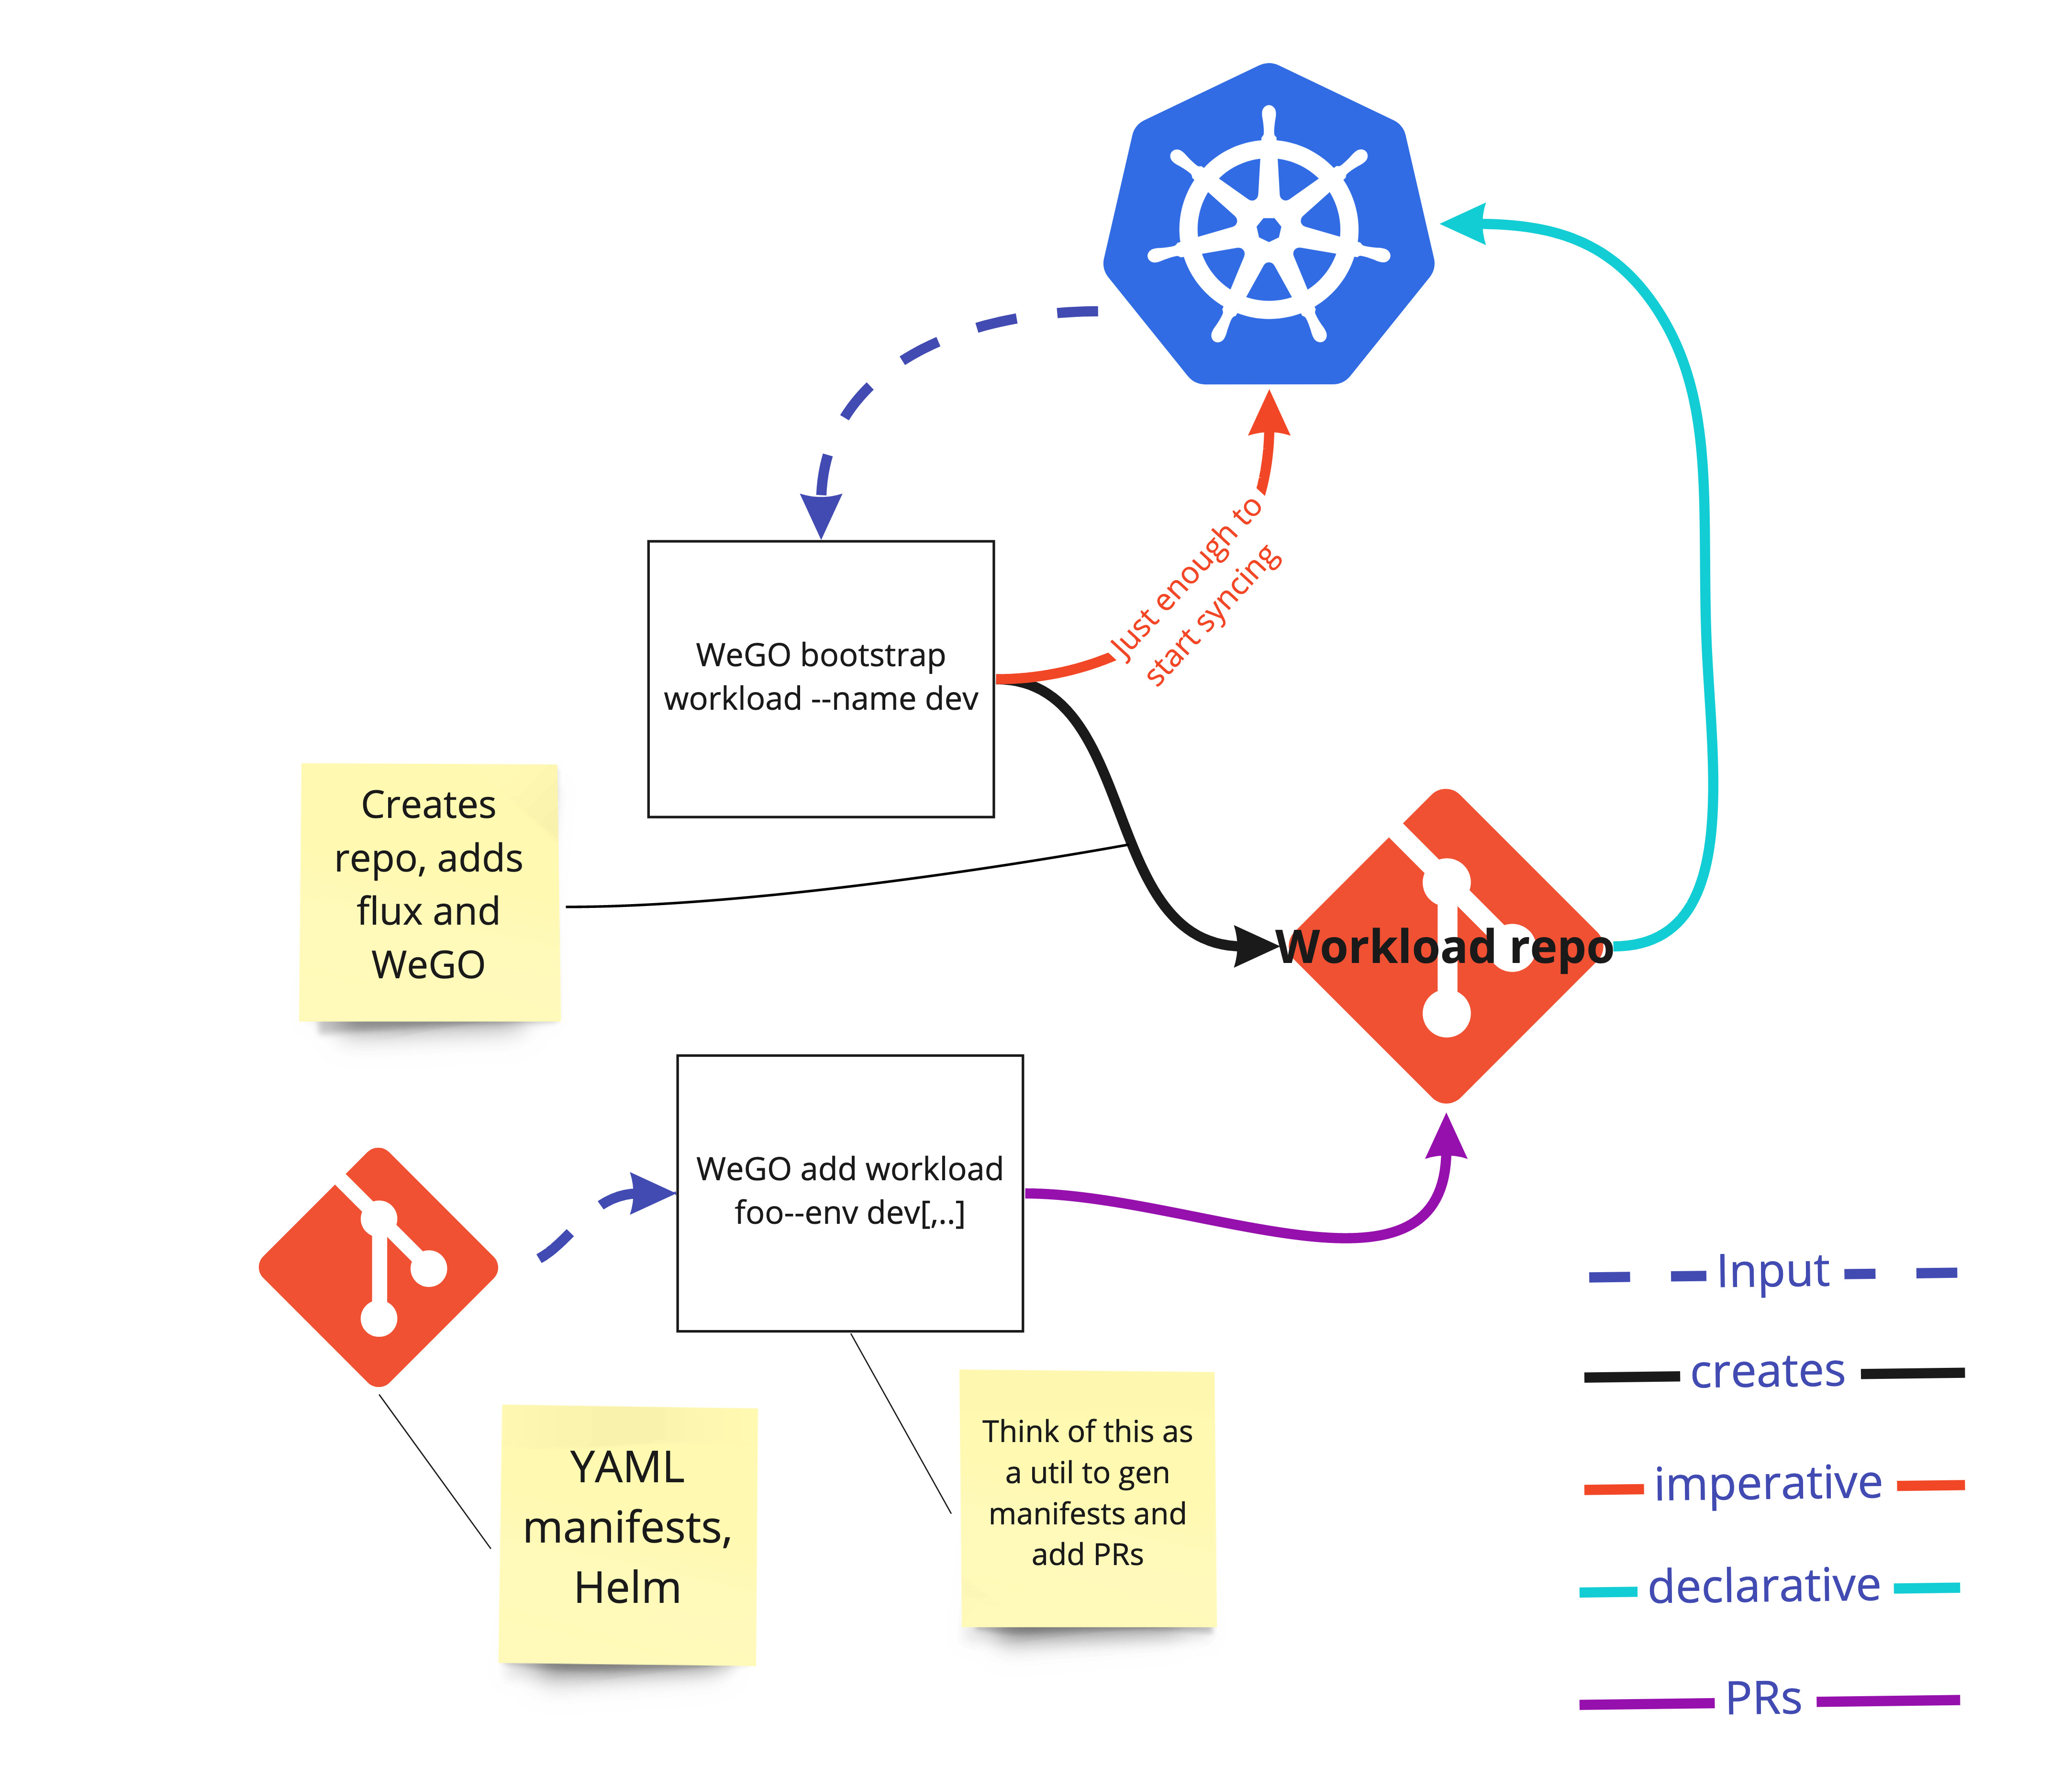 Just enough to
start syncing
WeGO bootstrap
workload --name dev
Creates
repo, adds
flux and
WeGO
Workload repo
WeGO add workload
foo--env dev[,..]
YAML
manifests,
Helm
Think of this as
a util to gen
manifests and
add PRs
Input
creates
imperative
declarative
PRs